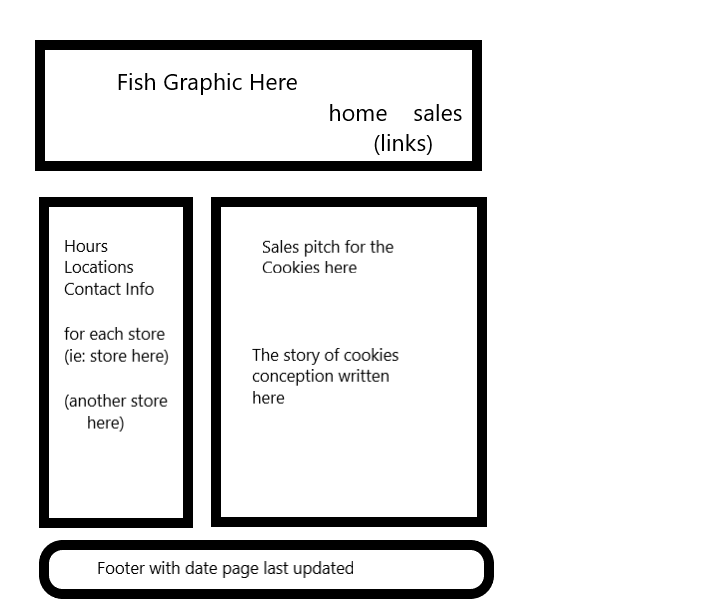 Fish Graphic Here
home sales
(links)
Hours
Locations
Contact Info
for each store
(ie: store here)
(another store
here)
Sales pitch for the
Cookies here
The story of cookies
conception written
here
Footer with date page last updated